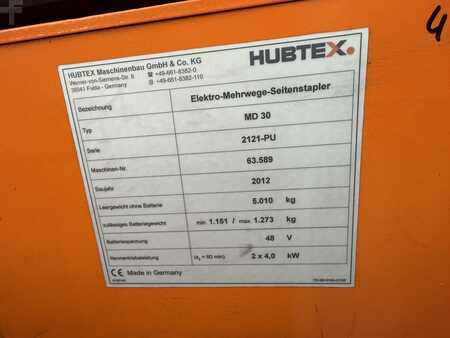 4
HUBTEX Maschinenbau GmbH & Co. KG
Werner-von-Siemens-Str. 8 ☎ +49-661-8382-0
36041 Fulda - Germany +49-661-8382-110
HUBTEX.
Bezeichnung Elektro-Mehrwege-Seitenstapler
Typ MD 30
Serie 2121-PU
Maschinen-Nr. 63.589
Baujahr 2012
Leergewicht ohne Batterie 5.010 kg
zulässiges Batteriegewicht min. 1.151 / max. 1.273 kg
Batteriespannung 48 V
Nennantriebsleistung 2 x 4,0 kW
CE Made in Germany